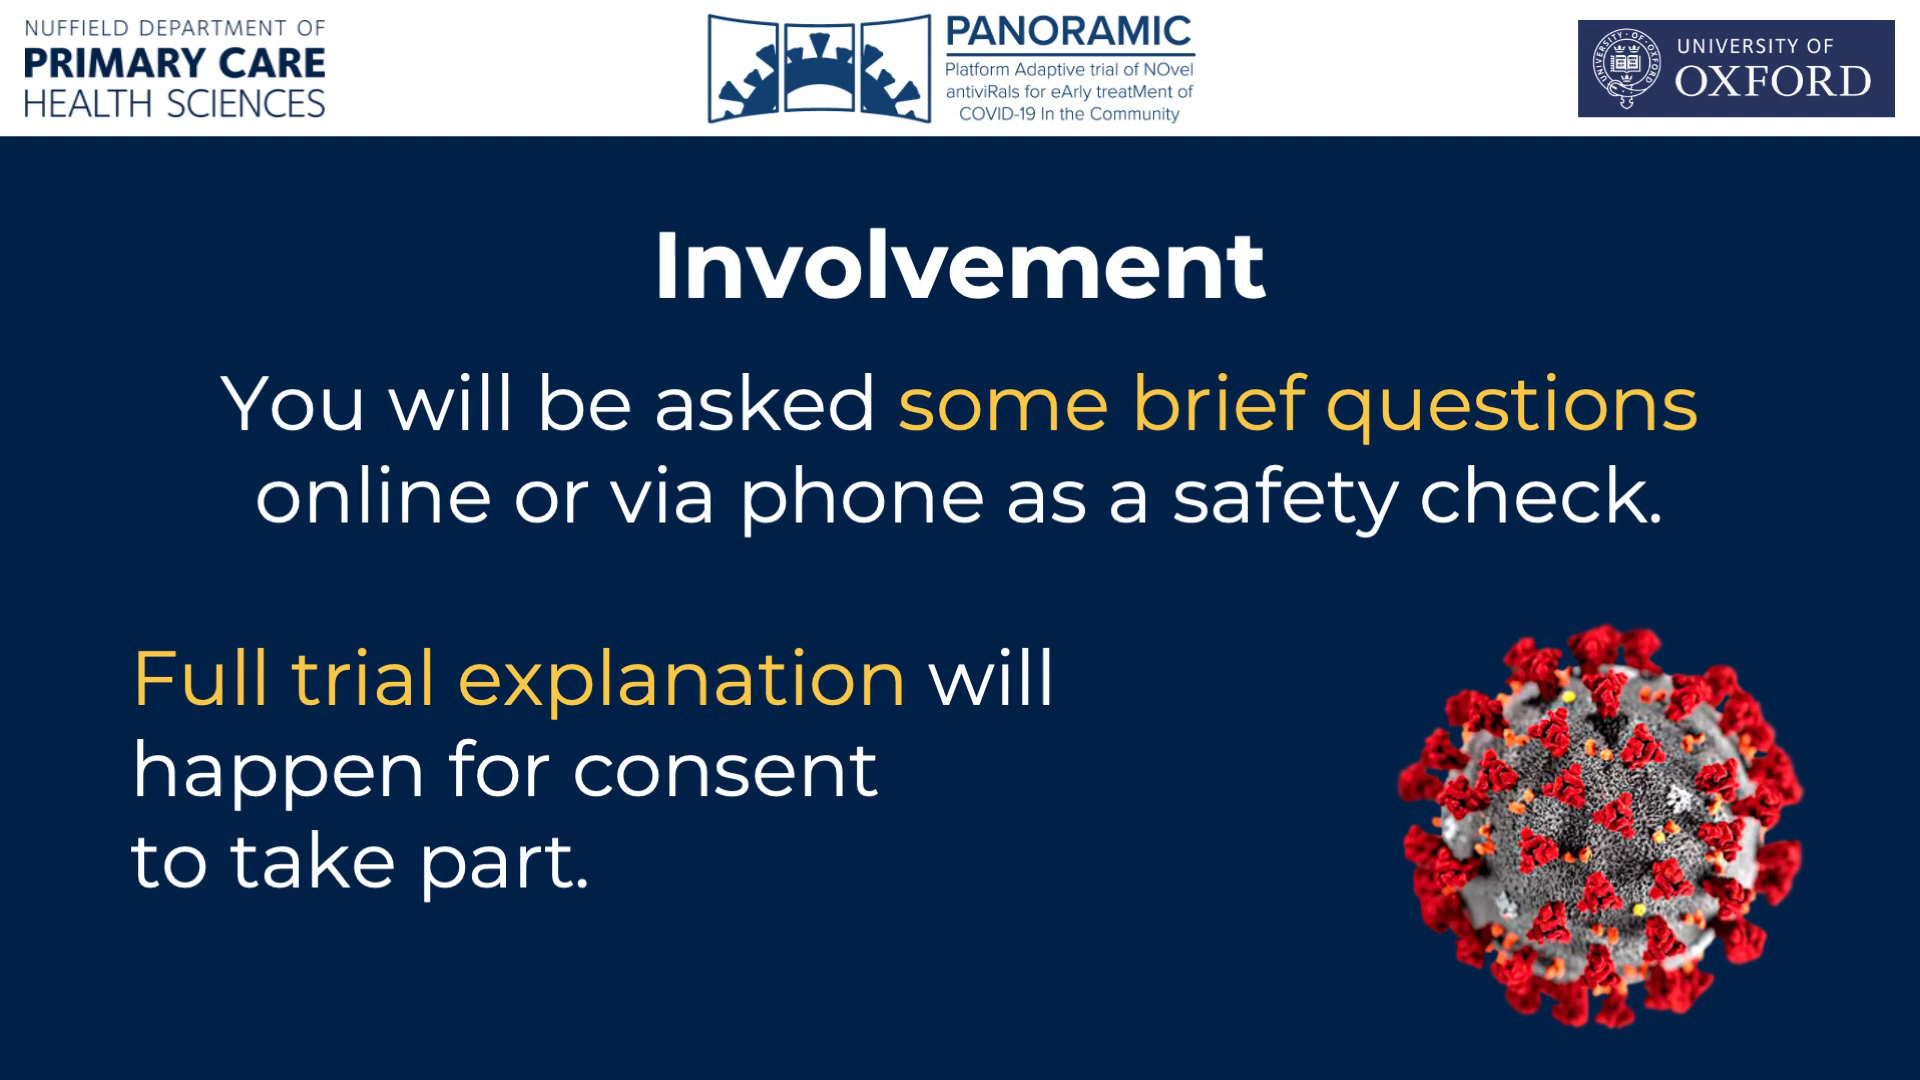 NUFFIELD DEPARTMENT OF
PRIMARY CARE
HEALTH SCIENCES
PANORAMIC
Platform Adaptive trial of NOvel
antiviRals for eArly treatMent of
COVID-19 In the Community
UNIVERSITY OF
OXFORD
Involvement
You will be asked some brief questions
online or via phone as a safety check.
Full trial explanation will
happen for consent
to take part.